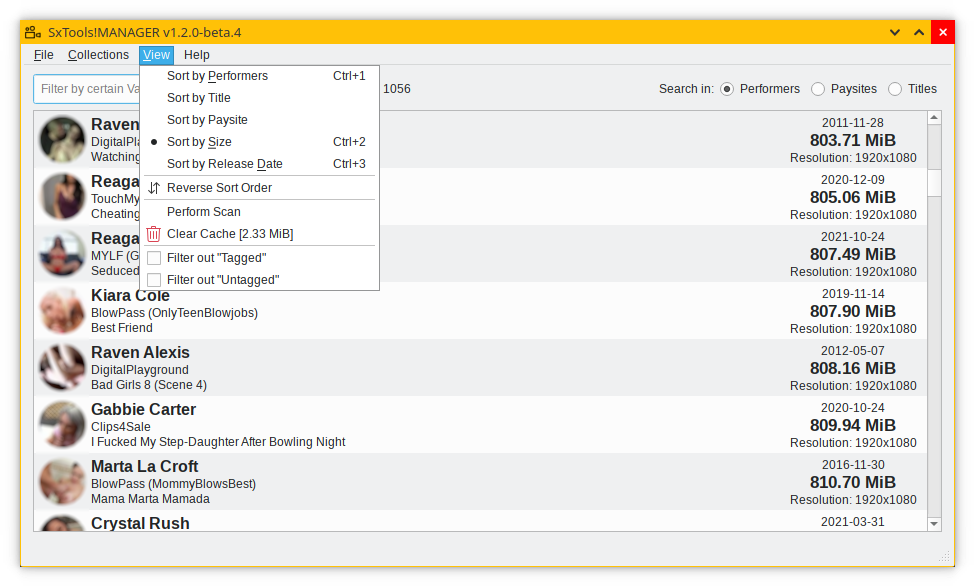 SxTools!MANAGER v1.2.0-beta.4
File Collections View Help
Filter by certain Va
1056
Search in: Performers Paysites Titles
Sort by Performers Ctrl+1
Sort by Title
Sort by Paysite
Sort by Size Ctrl+2
Sort by Release Date Ctrl+3
Reverse Sort Order
Perform Scan
Clear Cache [2.33 MiB]
Filter out "Tagged"
Filter out "Untagged"
Raven
DigitalPla
Watching
2011-11-28
803.71 MiB
Resolution: 1920x1080
Reaga
TouchMy
Cheating
2020-12-09
805.06 MiB
Resolution: 1920x1080
Reaga
MYLF (G
Seduced
2021-10-24
807.49 MiB
Resolution: 1920x1080
Kiara Cole
BlowPass (OnlyTeenBlowjobs)
Best Friend
2019-11-14
807.90 MiB
Resolution: 1920x1080
Raven Alexis
DigitalPlayground
Bad Girls 8 (Scene 4)
2012-05-07
808.16 MiB
Resolution: 1920x1080
Gabbie Carter
Clips4Sale
I Fucked My Step-Daughter After Bowling Night
2020-10-24
809.94 MiB
Resolution: 1920x1080
Marta La Croft
BlowPass (MommyBlowsBest)
Mama Marta Mamada
2016-11-30
810.70 MiB
Resolution: 1920x1080
Crystal Rush
2021-03-31